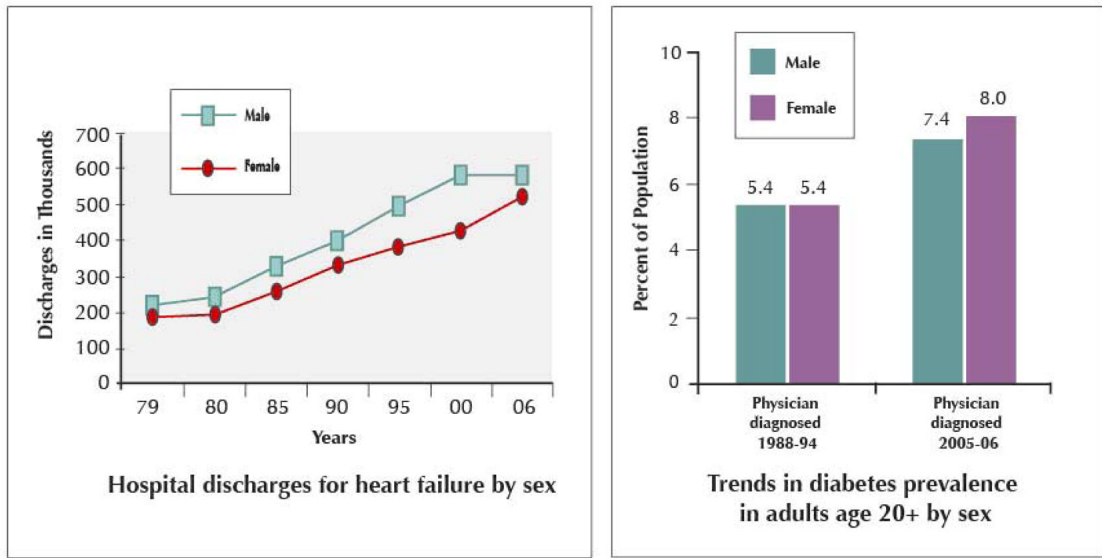 Male
Female
700
600
500
400
300
200
100
0
Discharges in Thousands
79 80 85 90 95 00 06
Years
Hospital discharges for heart failure by sex
Male
Female
10
8
6
4
2
0
Percent of Population
5.4 5.4
7.4 8.0
Physician
diagnosed
1988-94
Physician
diagnosed
2005-06
Trends in diabetes prevalence
in adults age 20+ by sex